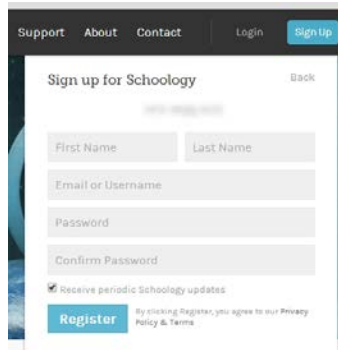 Support About Contact Login Sign Up
Sign up for Schoology Back
First Name Last Name
Email or Username
Password
Confirm Password
Receive periodic Schoology updates
Register By clicking Register, you agree to our Privacy
Policy & Terms